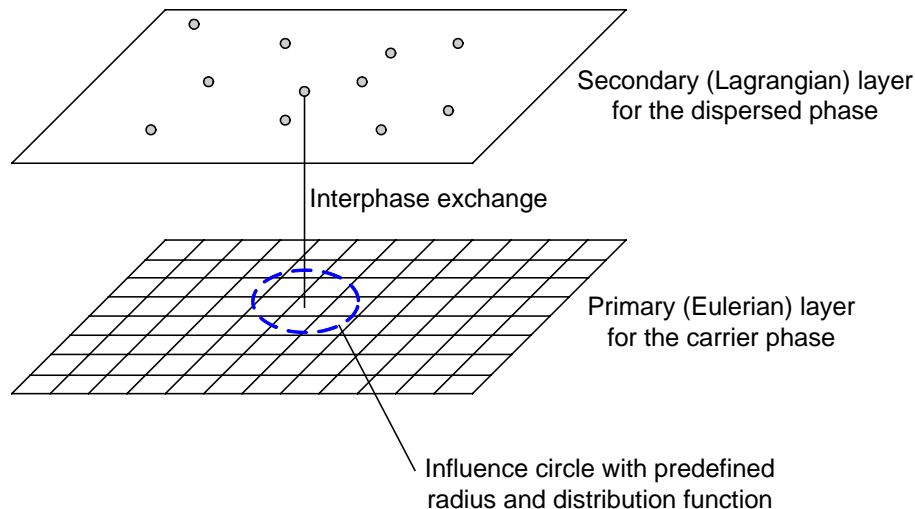 Secondary (Lagrangian) layer
for the dispersed phase
Interphase exchange
Primary (Eulerian) layer
for the carrier phase
Influence circle with predefined
radius and distribution function